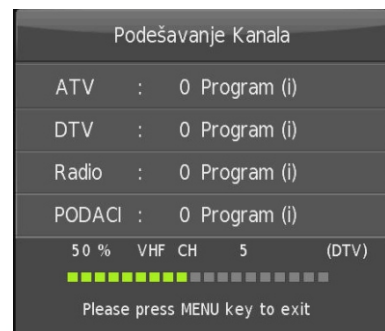 Podešavanje Kanala
ATV : 0 Program (i)
DTV : 0 Program (i)
Radio : 0 Program (i)
PODACI : 0 Program (i)
50 % VHF CH 5 (DTV)
Please press MENU key to exit